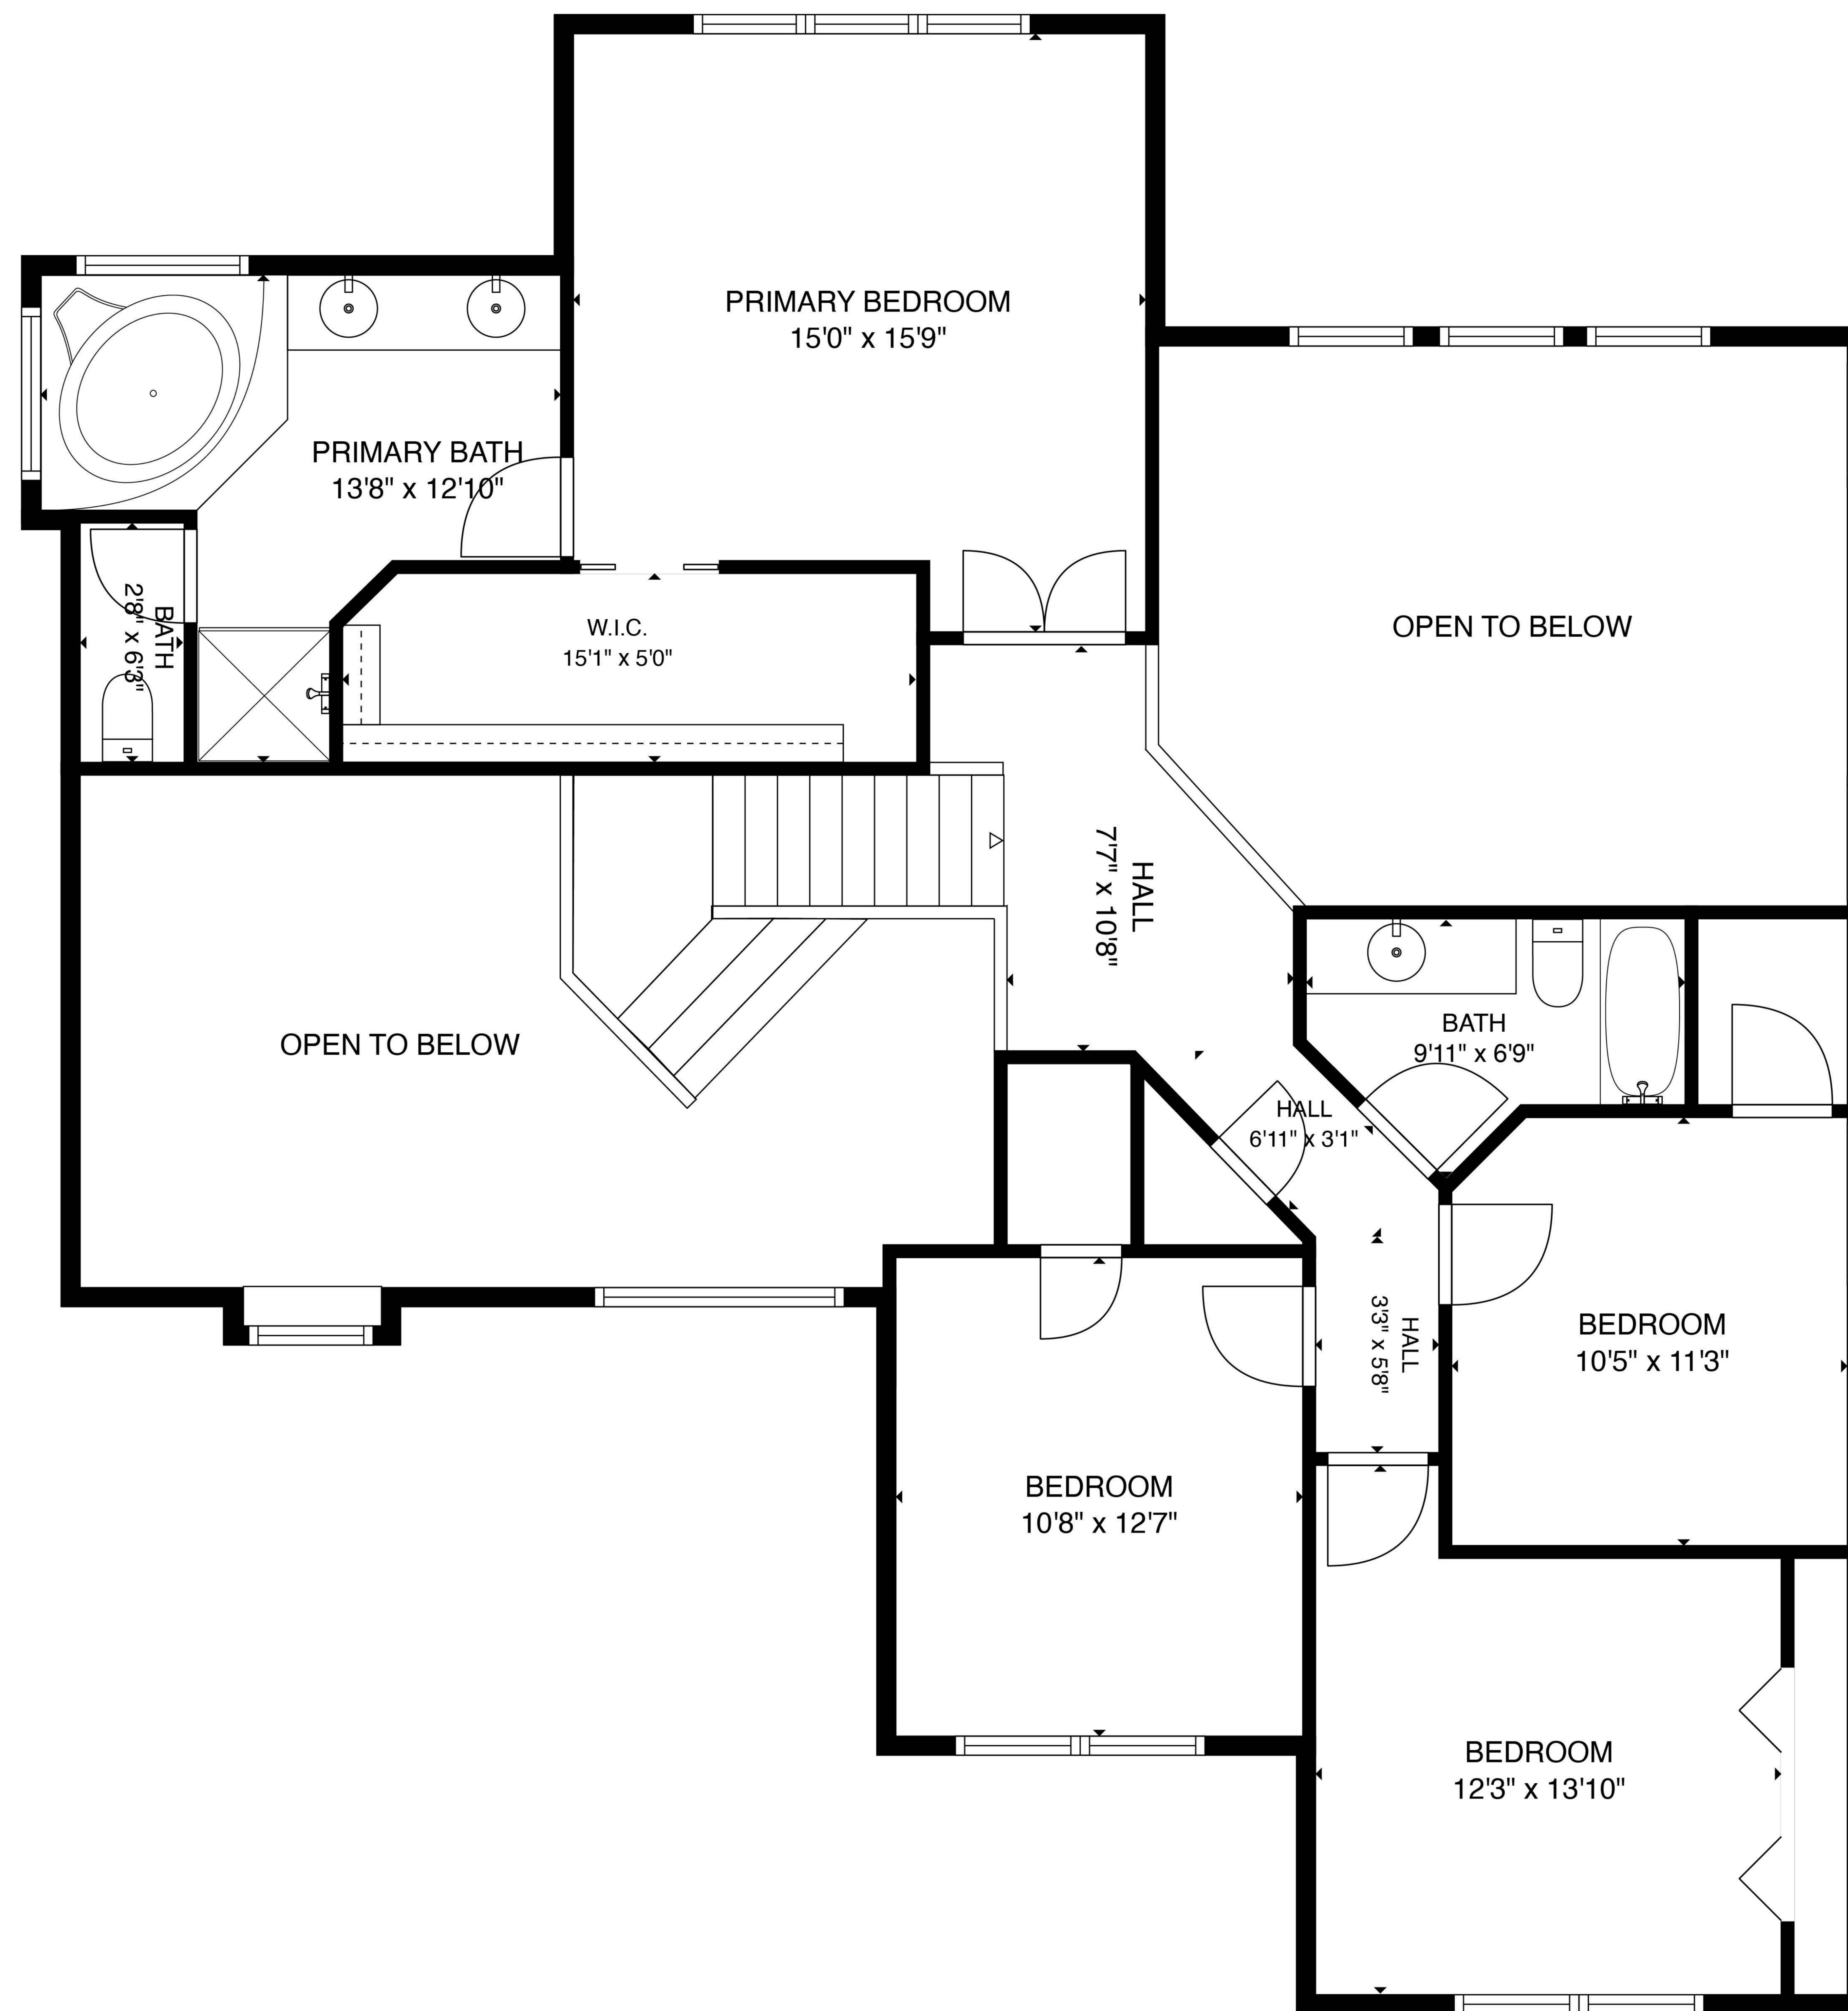 PRIMARY BEDROOM
15'0" x 15'9"
PRIMARY BATH
13'8" x 12'10"
BATH
2'8" x 6'3"
W.I.C.
15'1" x 5'0"
OPEN TO BELOW
HALL
7'7" x 10'8"
OPEN TO BELOW
BATH
9'11" x 6'9"
HALL
6'11" x 3'1"
HALL
3'3" x 5'8"
BEDROOM
10'5" x 11'3"
BEDROOM
10'8" x 12'7"
BEDROOM
12'3" x 13'10"